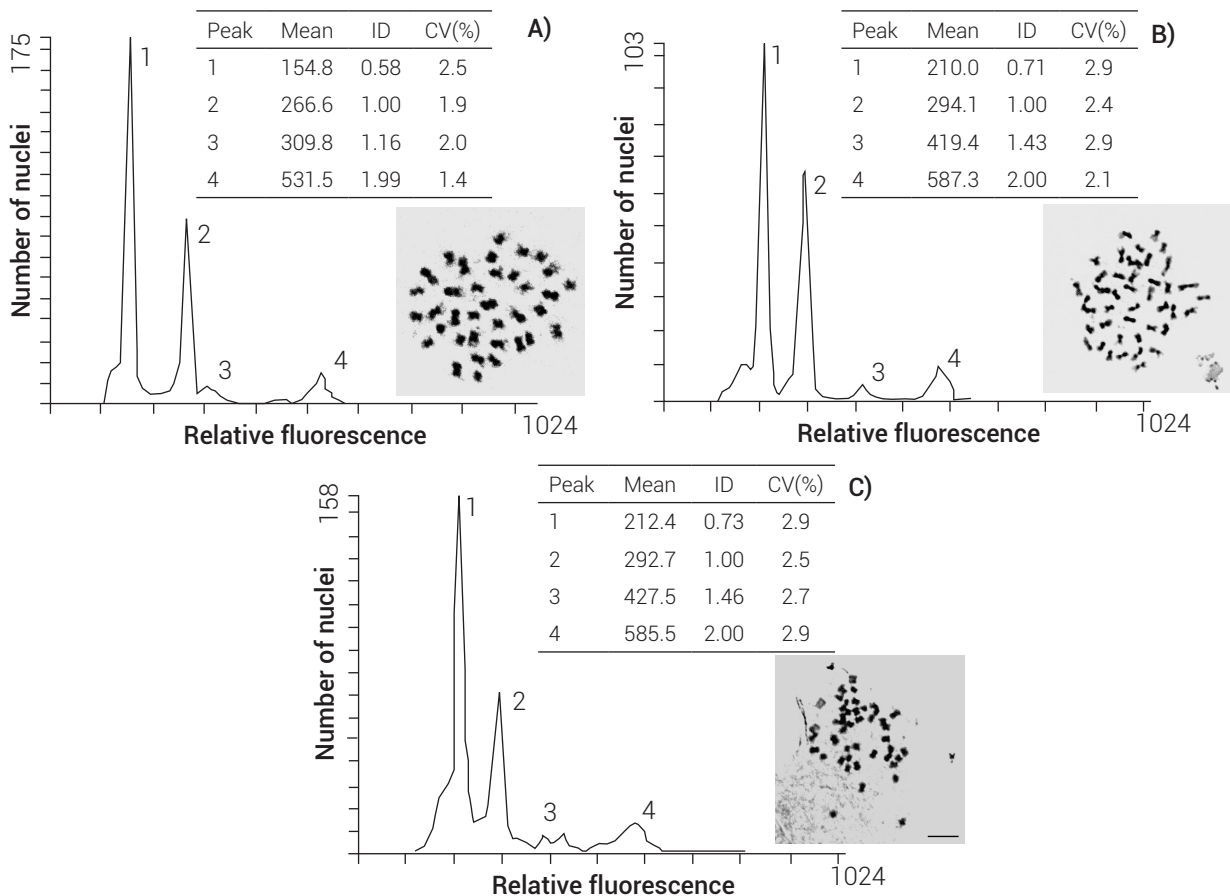 A)
Peak Mean ID CV(%)
1 154.8 0.58 2.5
2 266.6 1.00 1.9
3 309.8 1.16 2.0
4 531.5 1.99 1.4
175
Number of nuclei
1
2
3
4
Relative fluorescence
1024
B)
Peak Mean ID CV(%)
1 210.0 0.71 2.9
2 294.1 1.00 2.4
3 419.4 1.43 2.9
4 587.3 2.00 2.1
103
Number of nuclei
1
2
3
4
Relative fluorescence
1024
C)
Peak Mean ID CV(%)
1 212.4 0.73 2.9
2 292.7 1.00 2.5
3 427.5 1.46 2.7
4 585.5 2.00 2.9
158
Number of nuclei
1
2
3
4
Relative fluorescence
1024